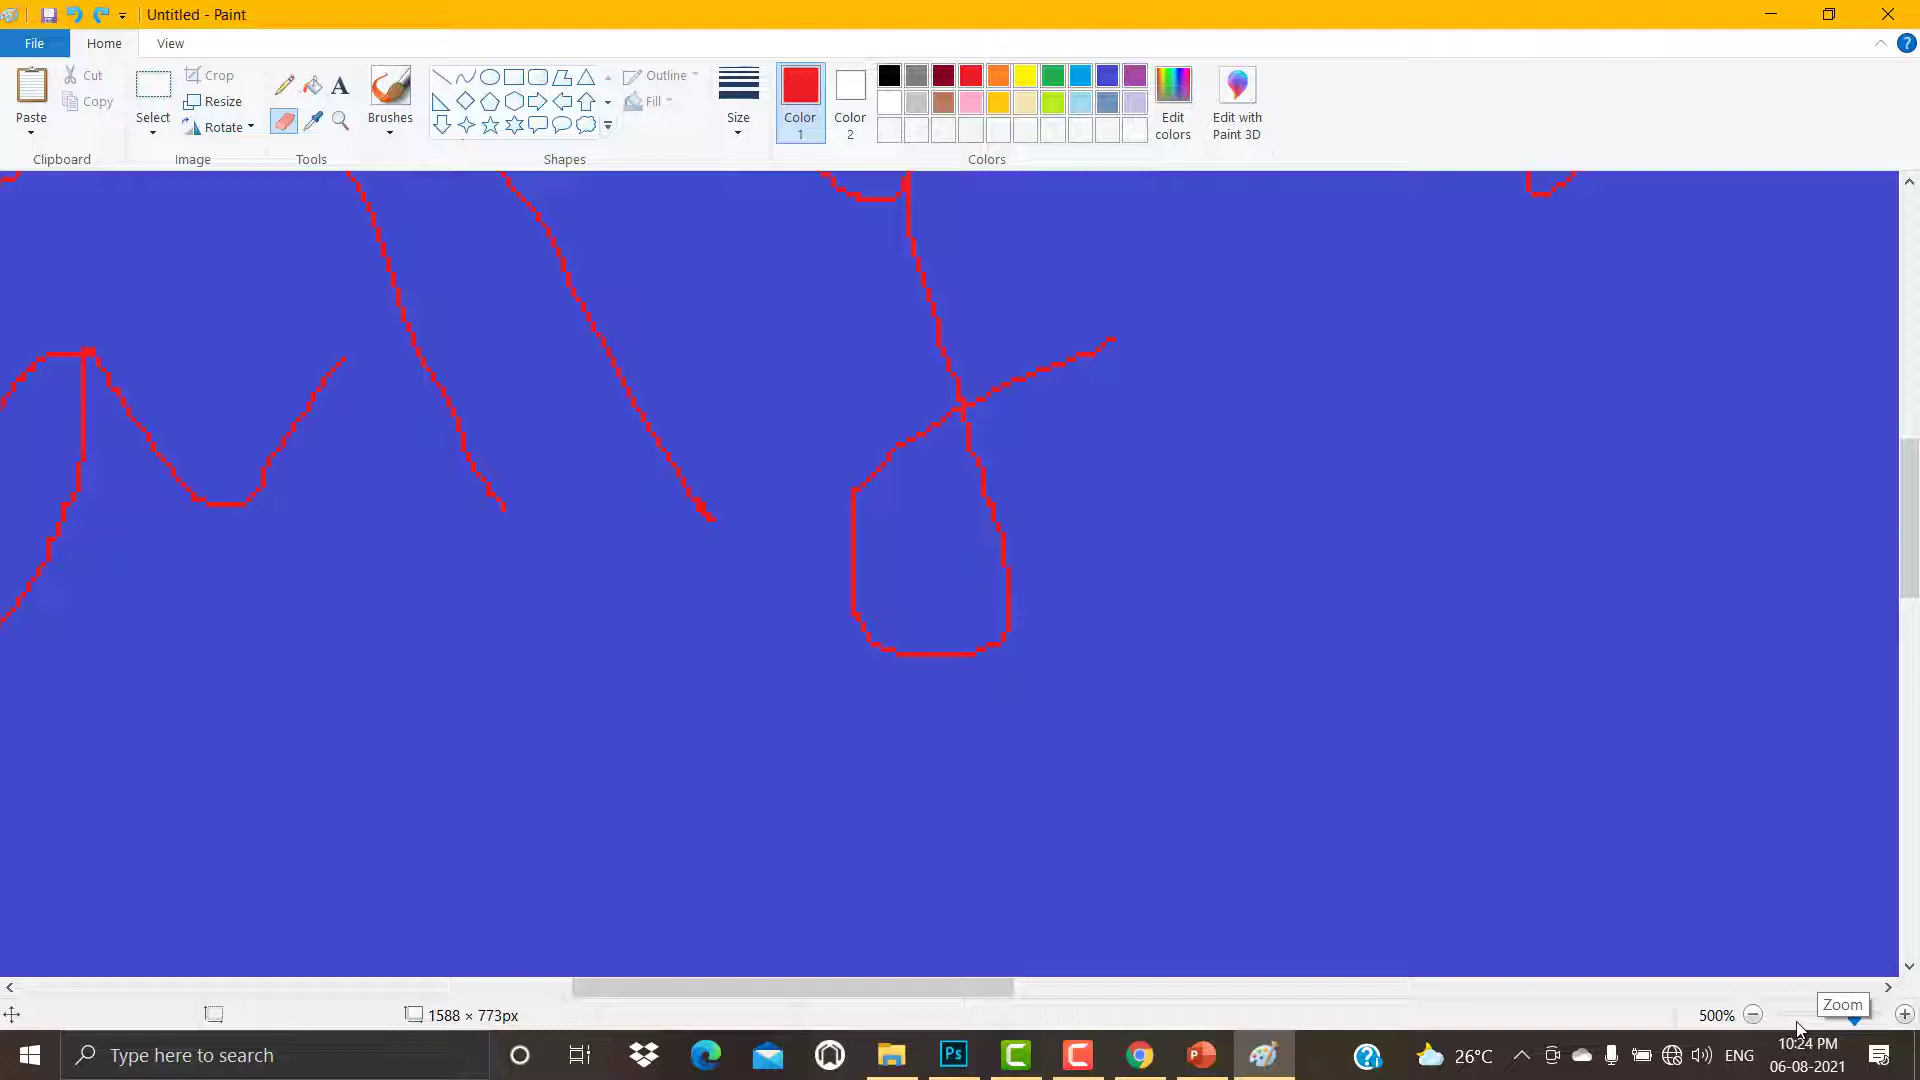 Untitled - Paint
File Home View
Paste
Cut
Copy
Clipboard
Select
Crop
Resize
Rotate
Image
Tools
Brushes
Shapes
Outline
Fill
Size
Color 1
Color 2
Edit colors
Edit with Paint 3D
Colors
1588 × 773px
500%
Zoom
Type here to search
Ps
26°C
ENG
10:24 PM
06-08-2021